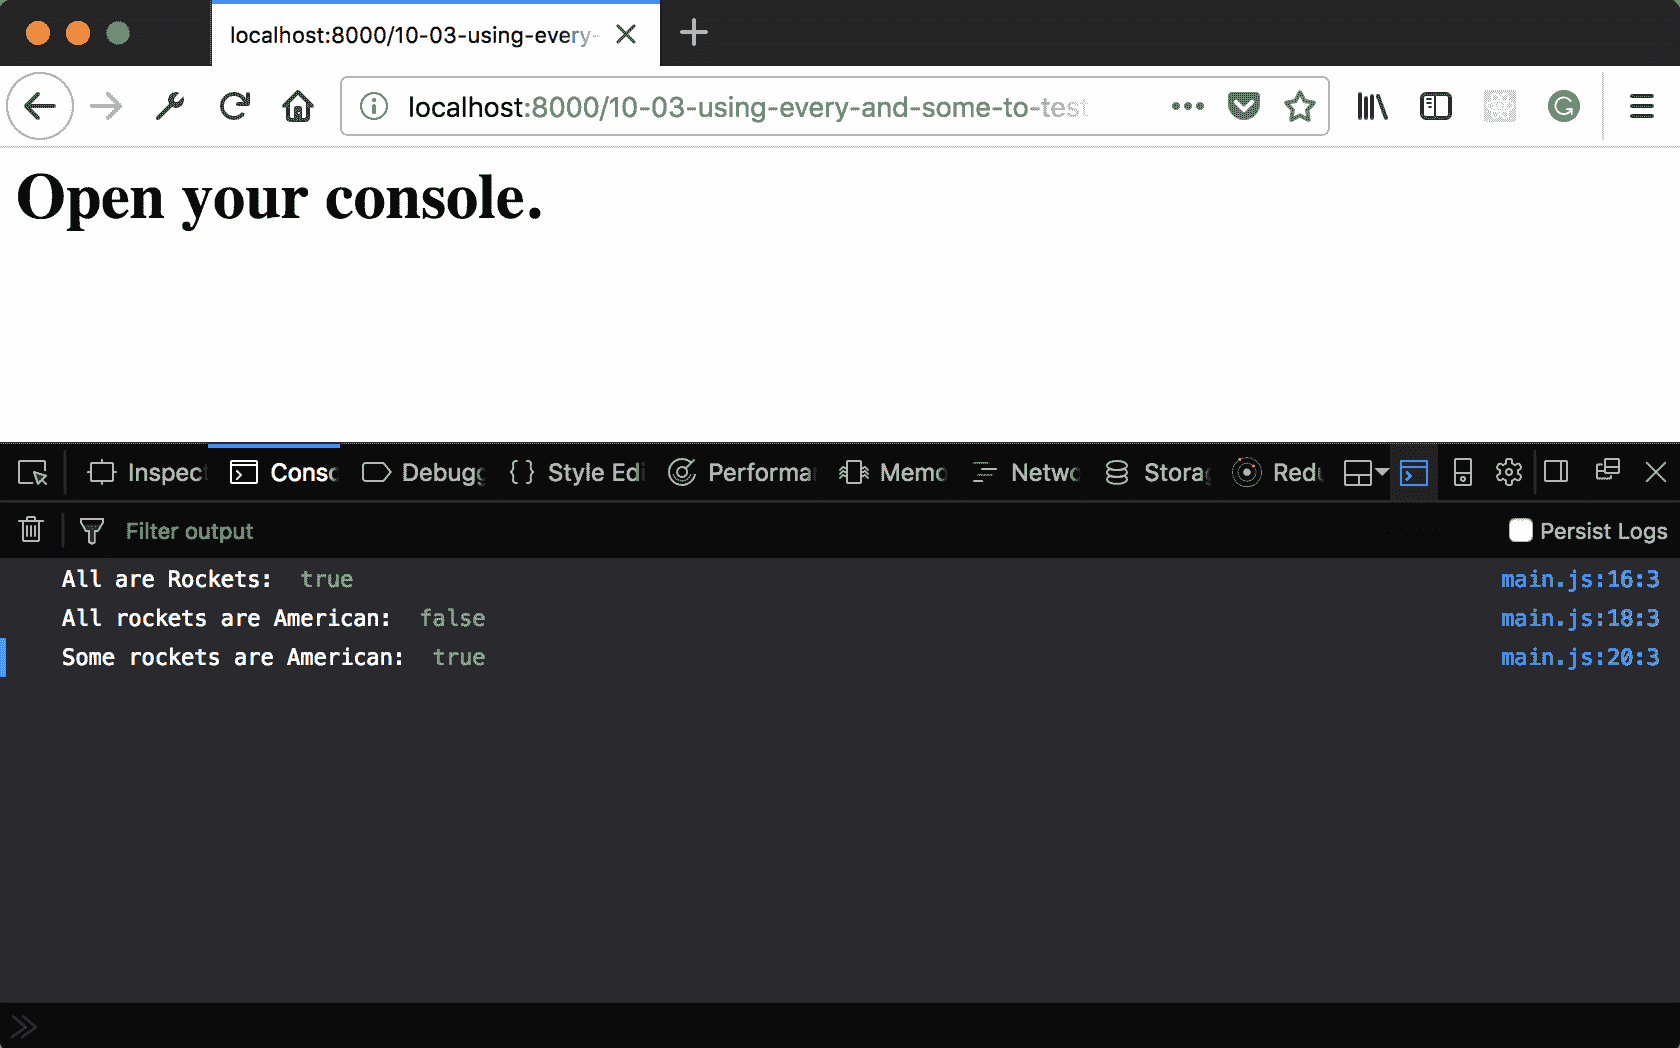 localhost:8000/10-03-using-every-
localhost:8000/10-03-using-every-and-some-to-test
Open your console.
Inspect Conso Debugg {} Style Edi Performa Memo Netwo Storag Redu
Filter output Persist Logs
All are Rockets: true main.js:16:3
All rockets are American: false main.js:18:3
Some rockets are American: true main.js:20:3